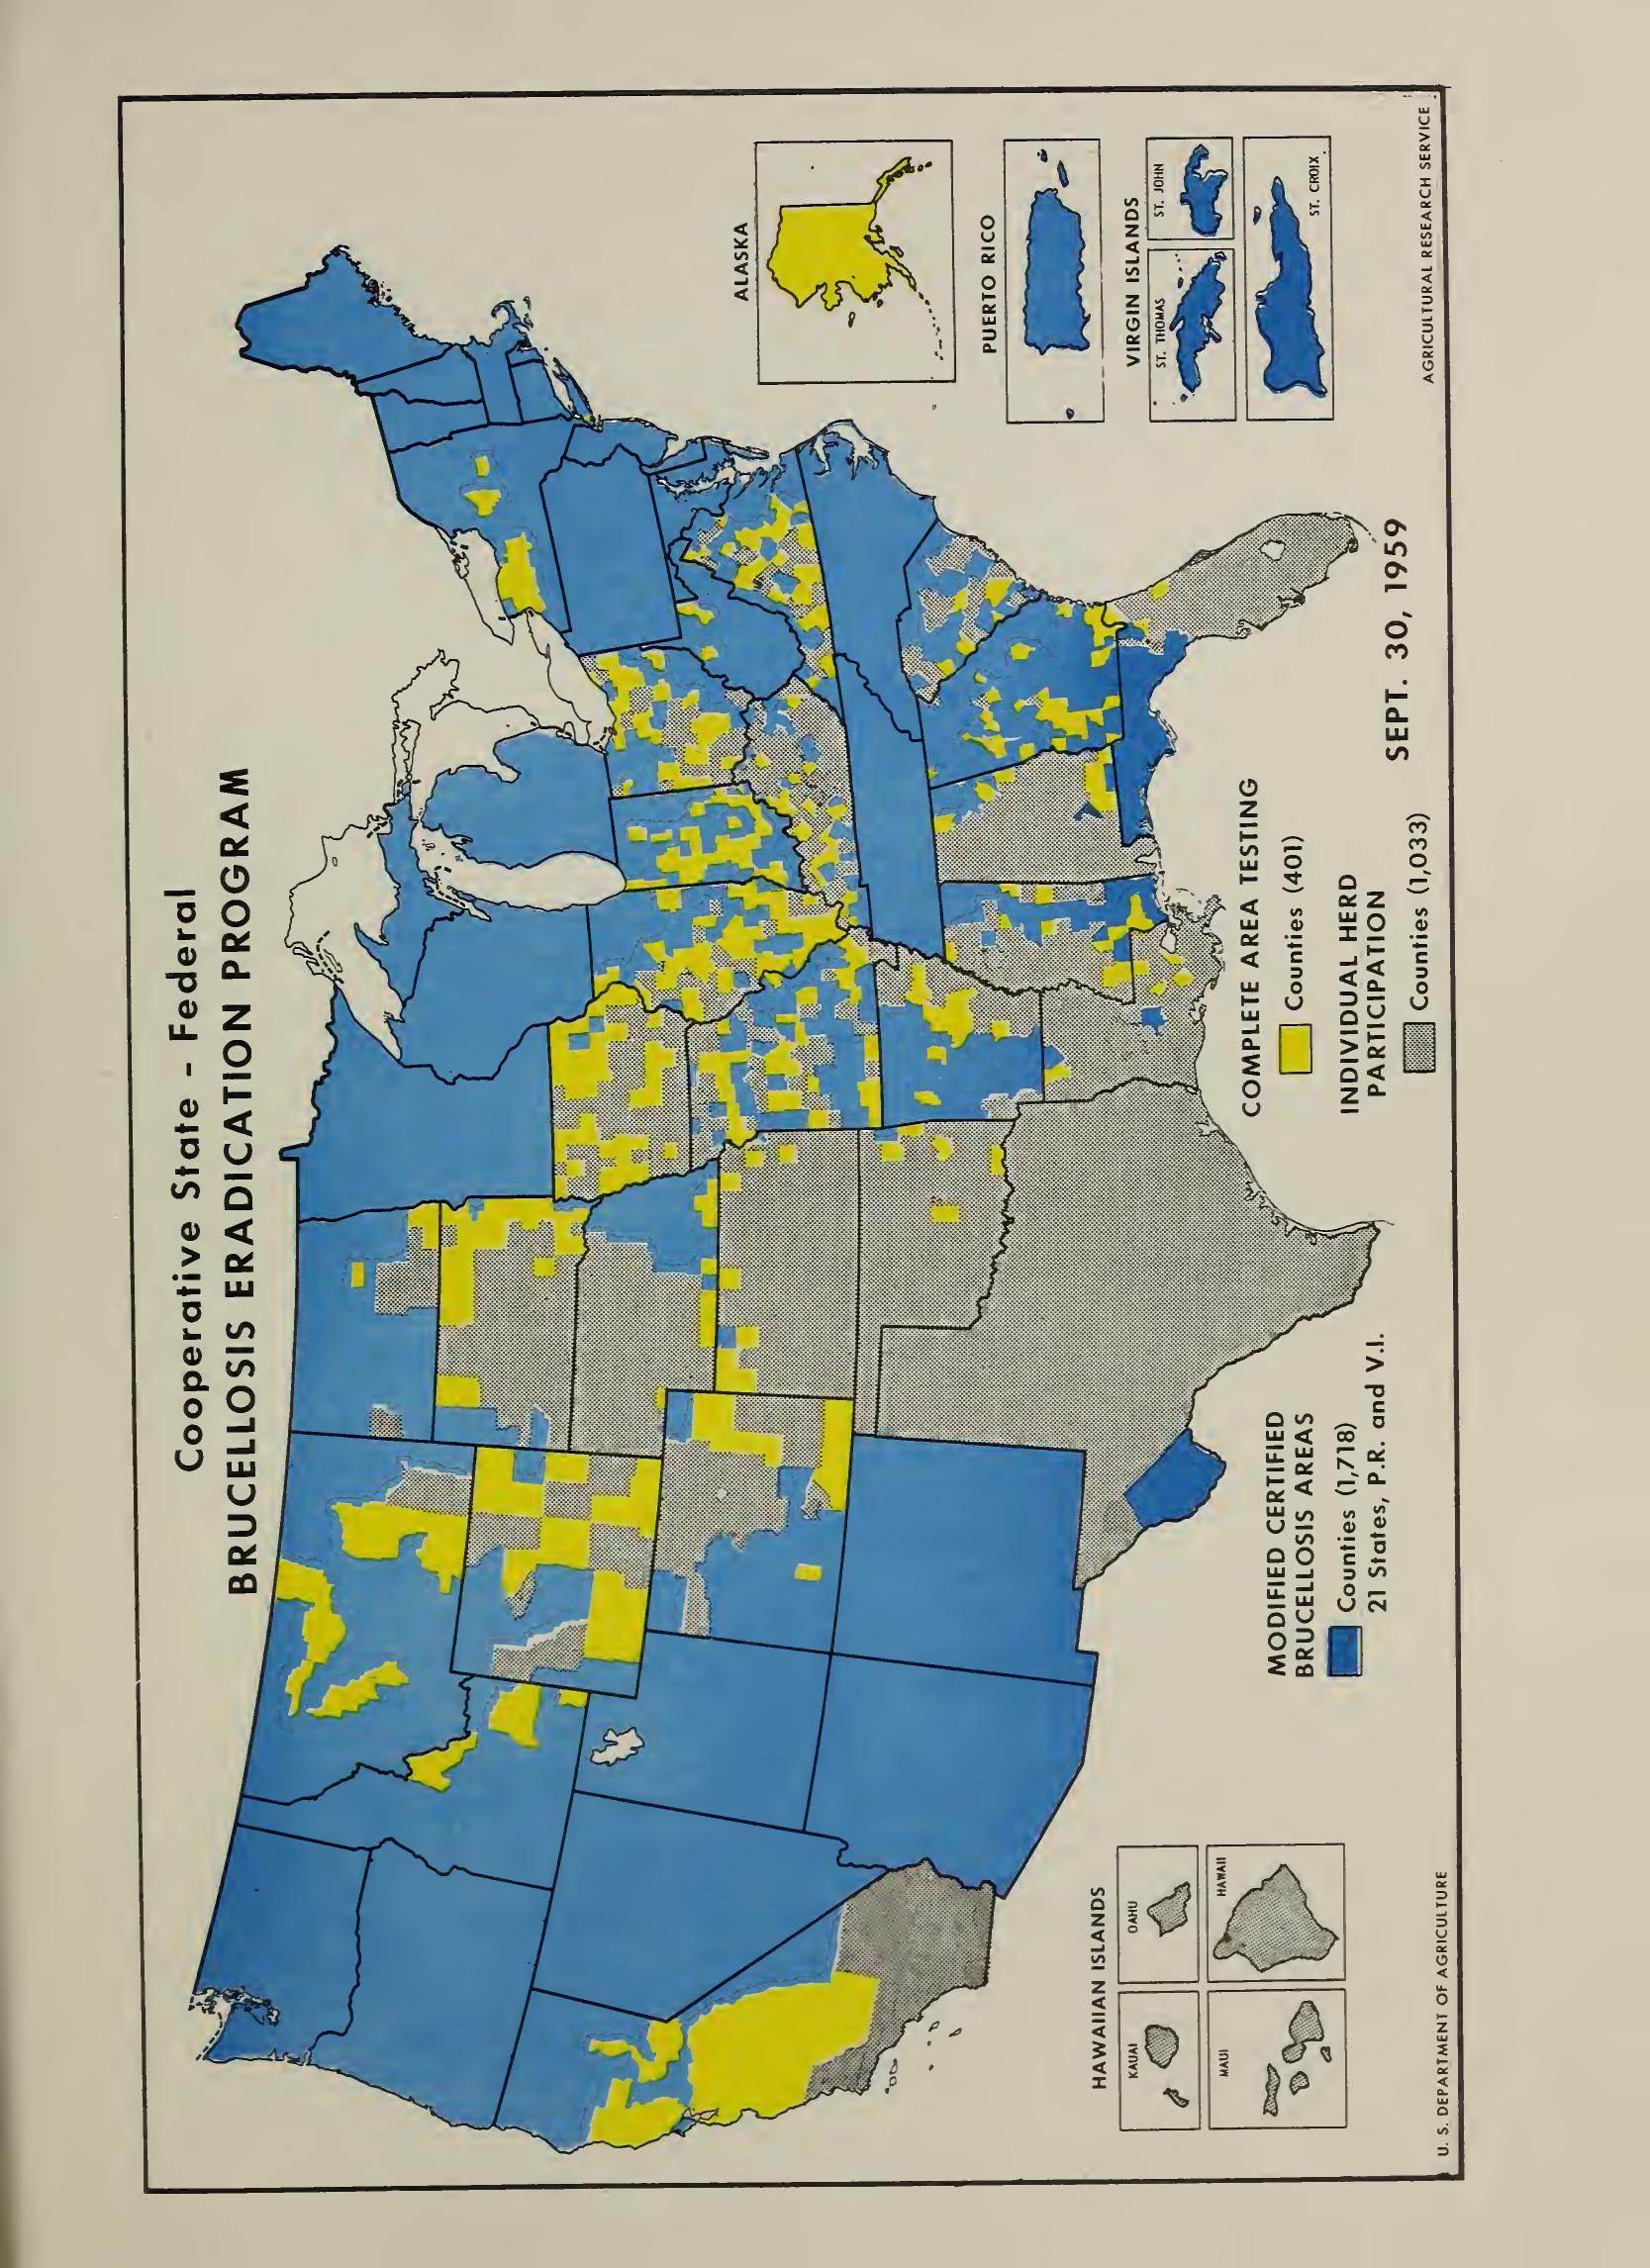 Cooperative State - Federal
BRUCELLOSIS ERADICATION PROGRAM
ALASKA
PUERTO RICO
VIRGIN ISLANDS
ST. THOMAS
ST. JOHN
ST. CROIX
HAWAIIAN ISLANDS
KAUAI
OAHU
MAUI
HAWAII
MODIFIED CERTIFIED
BRUCELLOSIS AREAS
Counties (1,718)
21 States, P.R. and V.I.
COMPLETE AREA TESTING
Counties (401)
INDIVIDUAL HERD
PARTICIPATION
Counties (1,033)
SEPT. 30, 1959
U. S. DEPARTMENT OF AGRICULTURE
AGRICULTURAL RESEARCH SERVICE